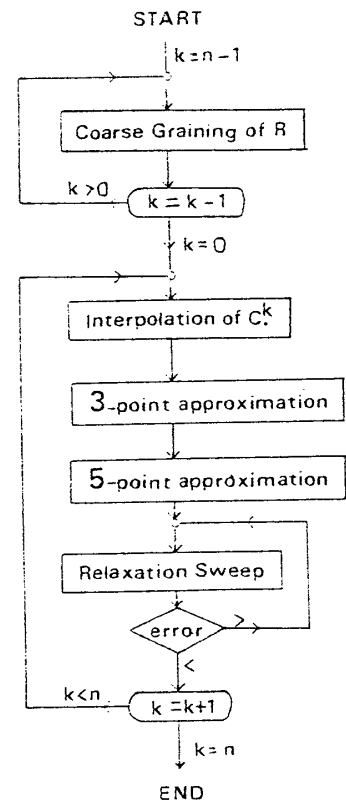 START
k=n-1
Coarse Graining of R
k>0
k = k-1
k=0
Interpolation of C.^k
3-point approximation
5-point approximation
Relaxation Sweep
error
>
<
k<n
k=k+1
k=n
END